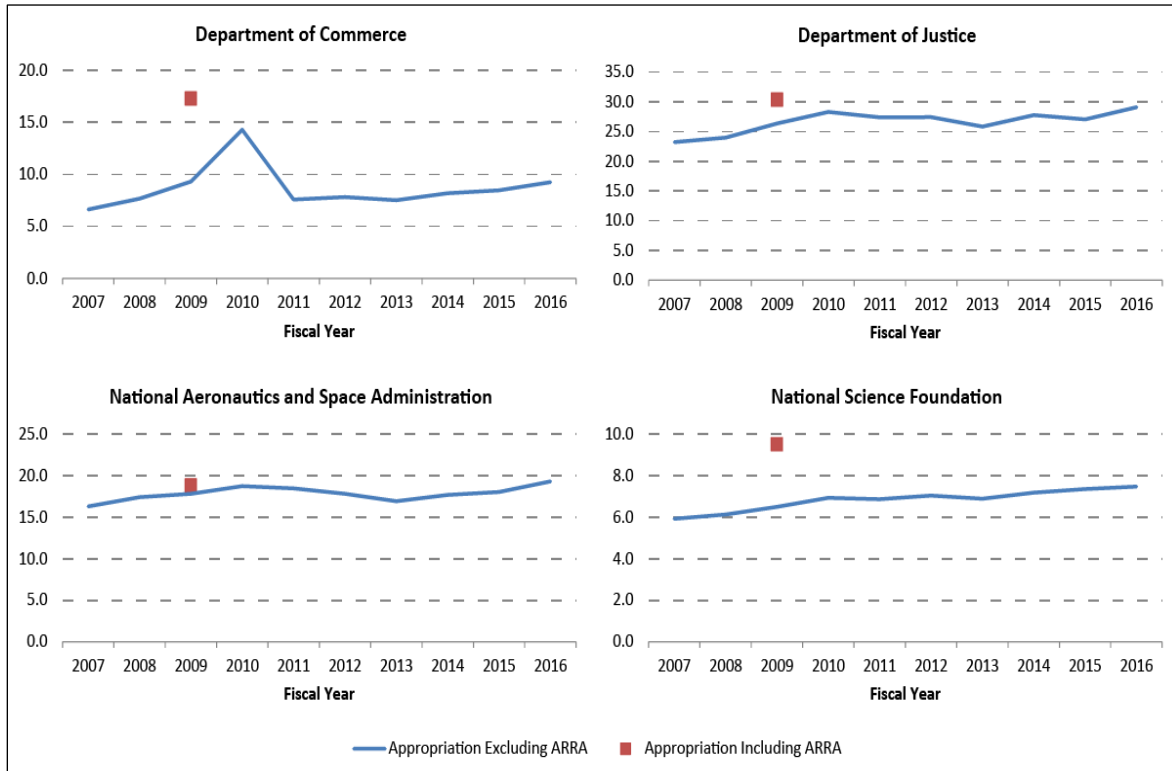 Department of Commerce
20.0
15.0
10.0
5.0
0.0
2007 2008 2009 2010 2011 2012 2013 2014 2015 2016
Fiscal Year
Department of Justice
35.0
30.0
25.0
20.0
15.0
10.0
5.0
0.0
2007 2008 2009 2010 2011 2012 2013 2014 2015 2016
Fiscal Year
National Aeronautics and Space Administration
25.0
20.0
15.0
10.0
5.0
0.0
2007 2008 2009 2010 2011 2012 2013 2014 2015 2016
Fiscal Year
National Science Foundation
10.0
8.0
6.0
4.0
2.0
0.0
2007 2008 2009 2010 2011 2012 2013 2014 2015 2016
Fiscal Year
Appropriation Excluding ARRA Appropriation Including ARRA